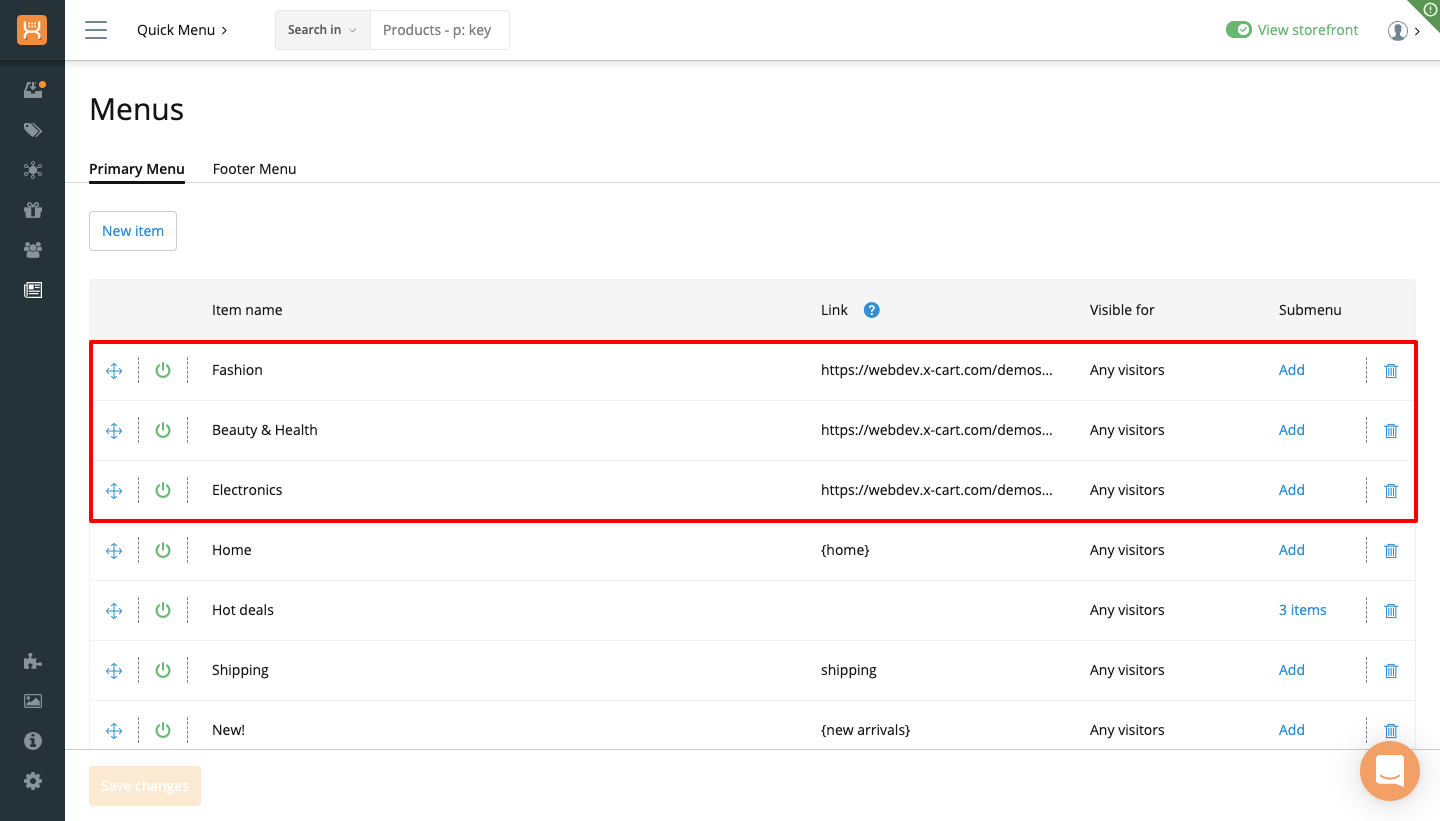 Quick Menu
Search in
Products - p: key
View storefront
Menus
Primary Menu
Footer Menu
New item
Item name Link ? Visible for Submenu
Fashion https://webdev.x-cart.com/demos... Any visitors Add
Beauty & Health https://webdev.x-cart.com/demos... Any visitors Add
Electronics https://webdev.x-cart.com/demos... Any visitors Add
Home {home} Any visitors Add
Hot deals Any visitors 3 items
Shipping shipping Any visitors Add
New! {new arrivals} Any visitors Add
Save changes